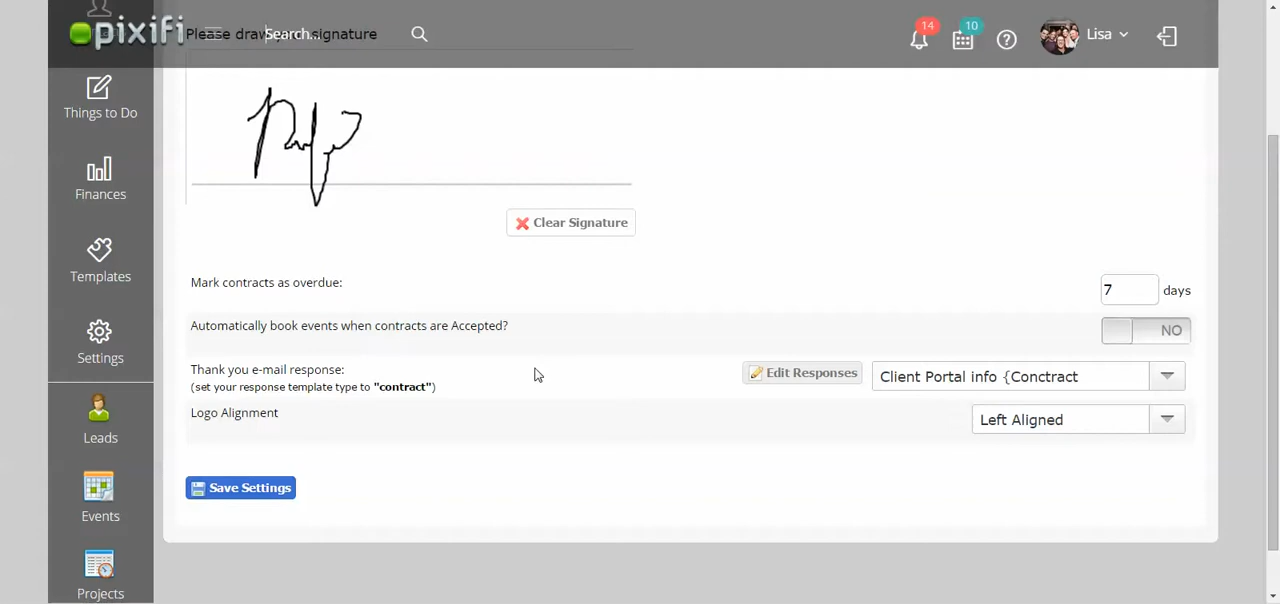 pixifi
Please draw signature
Search...
14
10
Lisa
Things to Do
Finances
Templates
Settings
Leads
Events
Projects
Clear Signature
Mark contracts as overdue:
7 days
Automatically book events when contracts are Accepted?
NO
Thank you e-mail response:
(set your response template type to "contract")
Edit Responses
Client Portal info {Conctract
Logo Alignment
Left Aligned
Save Settings